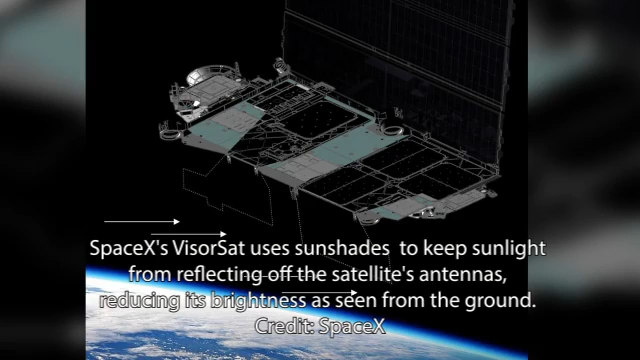 SpaceX's VisorSat uses sunshades to keep sunlight
from reflecting off the satellite's antennas,
reducing its brightness as seen from the ground.
Credit: SpaceX